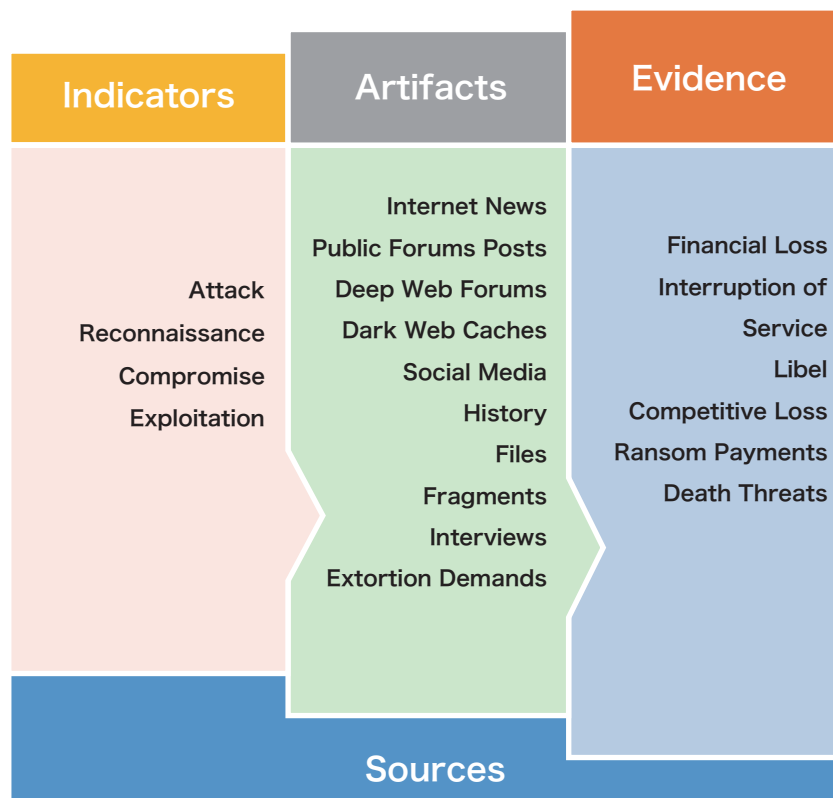 Indicators
Artifacts
Evidence
Attack
Reconnaissance
Compromise
Exploitation
Internet News
Public Forums Posts
Deep Web Forums
Dark Web Caches
Social Media
History
Files
Fragments
Interviews
Extortion Demands
Financial Loss
Interruption of
Service
Libel
Competitive Loss
Ransom Payments
Death Threats
Sources